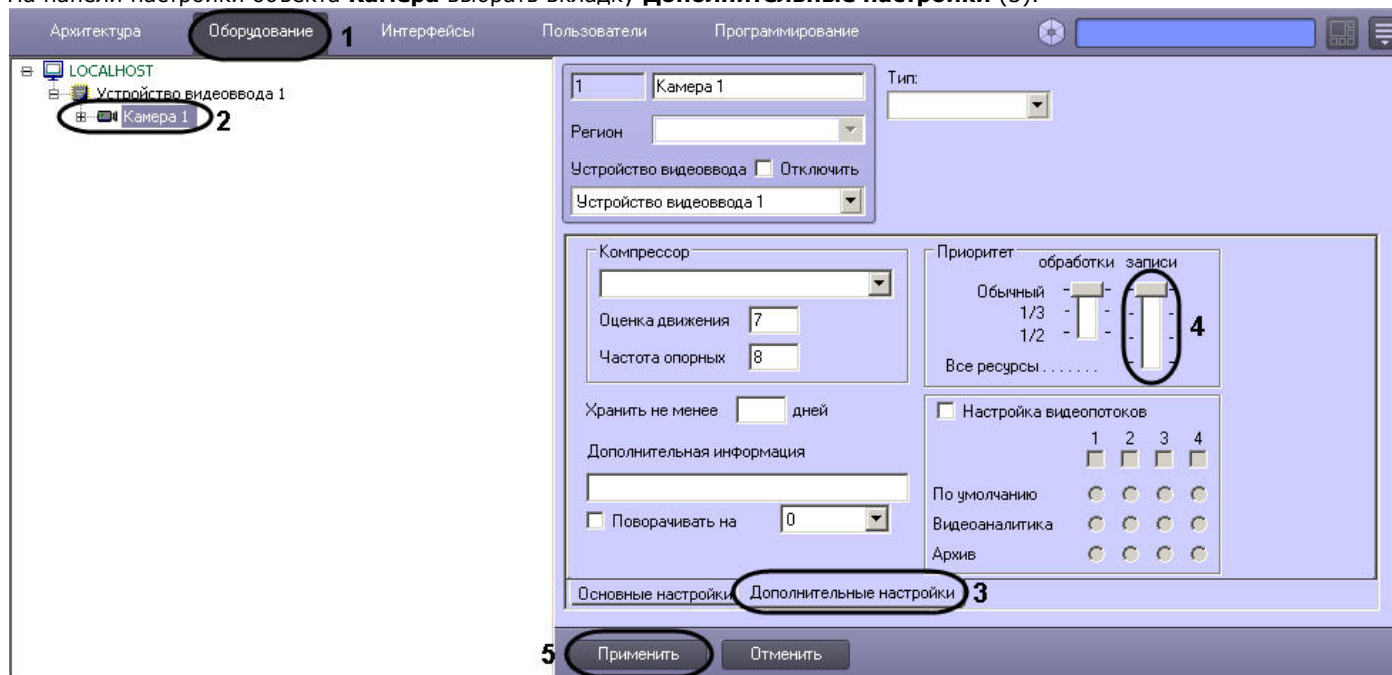 На панели настройки объекта Камера выбрать вкладку Дополнительные настройки (3).
Архитектура Оборудование 1 Интерфейсы Пользователи Программирование
LOCALHOST
Устройство видеоввода 1
Камера 1 2
1 Камера 1 Тип:
Регион
Устройство видеоввода Отключить
Устройство видеоввода 1
Компрессор
Оценка движения 7
Частота опорных 8
Хранить не менее дней
Дополнительная информация
Поворачивать на 0
Приоритет обработки записи
Обычный
1/3
1/2
4
Все ресурсы . . . . . . .
Настройка видеопотоков
1 2 3 4
По умолчанию
Видеоаналитика
Архив
Основные настройки Дополнительные настройки 3
5 Применить Отменить